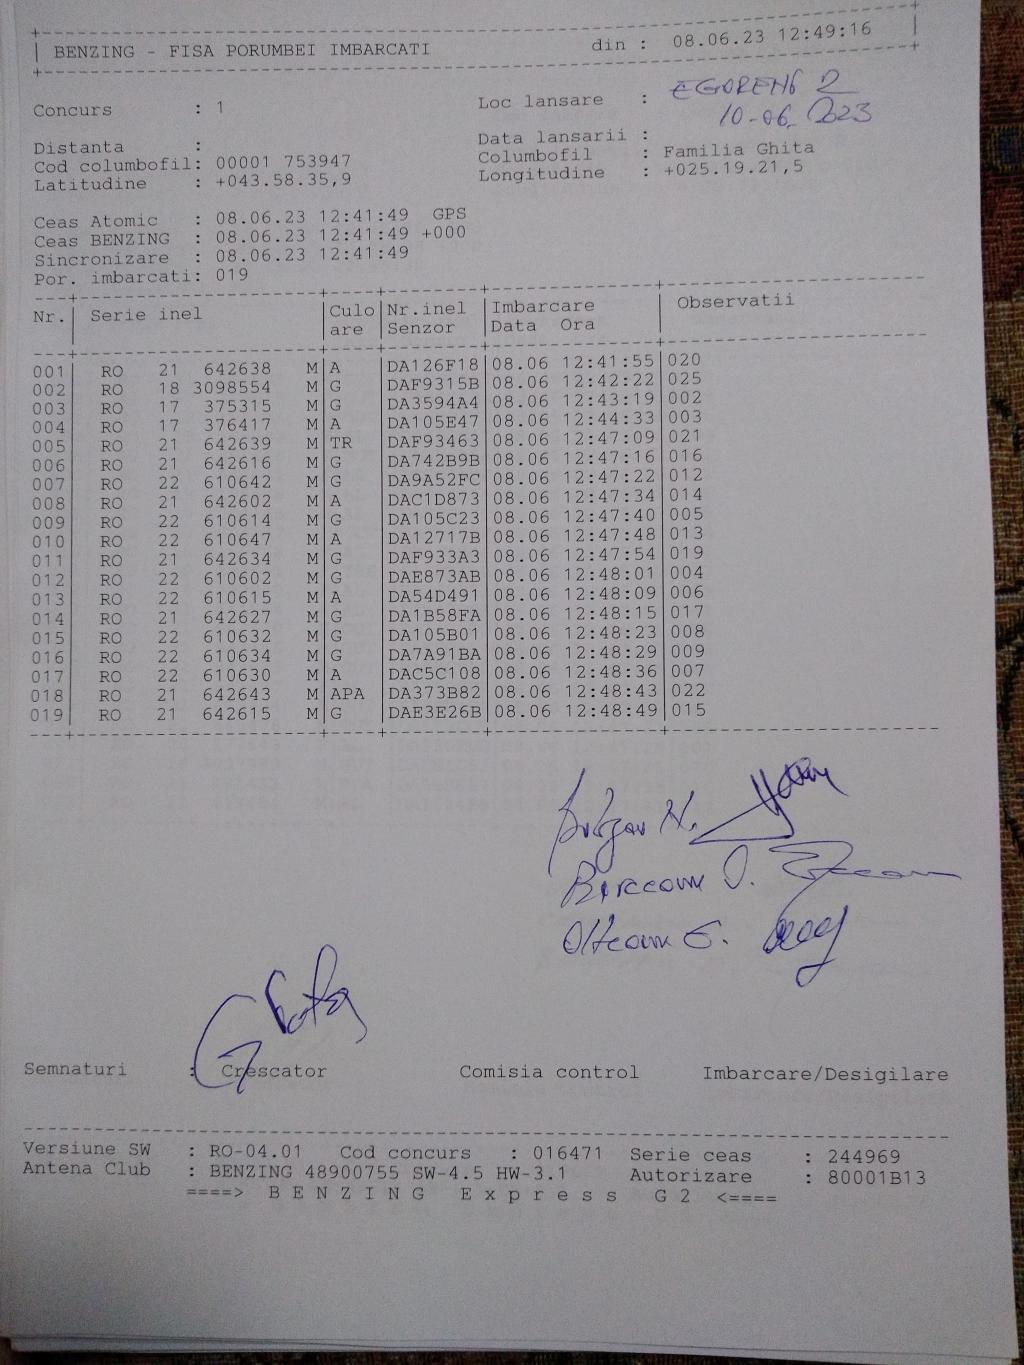 BENZING - FISA PORUMBEI IMBARCATI din : 08.06.23 12:49:16
Concurs : 1 Loc lansare : EGORENG 2
10-06-2023
Distanta : Data lansarii :
Cod columbofil: 00001 753947 Columbofil : Familia Ghita
Latitudine : +043.58.35,9 Longitudine : +025.19.21,5
Ceas Atomic : 08.06.23 12:41:49 GPS
Ceas BENZING : 08.06.23 12:41:49 +000
Sincronizare : 08.06.23 12:41:49
Por. imbarcati: 019
Nr. Serie inel Culo Nr.inel Imbarcare Observatii
are Senzor Data Ora
001 RO 21 642638 M A DA126F18 08.06 12:41:55 020
002 RO 18 3098554 M G DAF9315B 08.06 12:42:22 025
003 RO 17 375315 M G DA3594A4 08.06 12:43:19 002
004 RO 17 376417 M A DA105E47 08.06 12:44:33 003
005 RO 21 642639 M TR DAF93463 08.06 12:47:09 021
006 RO 21 642616 M G DA742B9B 08.06 12:47:16 016
007 RO 22 610642 M G DA9A52FC 08.06 12:47:22 012
008 RO 21 642602 M A DAC1D873 08.06 12:47:34 014
009 RO 22 610614 M G DA105C23 08.06 12:47:40 005
010 RO 22 610647 M A DA12717B 08.06 12:47:48 013
011 RO 21 642634 M G DAF933A3 08.06 12:47:54 019
012 RO 22 610602 M G DAE873AB 08.06 12:48:01 004
013 RO 22 610615 M A DA54D491 08.06 12:48:09 006
014 RO 21 642627 M G DA1B58FA 08.06 12:48:15 017
015 RO 22 610632 M G DA105B01 08.06 12:48:23 008
016 RO 22 610634 M G DA7A91BA 08.06 12:48:29 009
017 RO 22 610630 M A DAC5C108 08.06 12:48:36 007
018 RO 21 642643 M APA DA373B82 08.06 12:48:43 022
019 RO 21 642615 M G DAE3E26B 08.06 12:48:49 015
N.
O.
Olteanu G.
Semnaturi : Crescator Comisia control Imbarcare/Desigilare
Versiune SW : RO-04.01 Cod concurs : 016471 Serie ceas : 244969
Antena Club : BENZING 48900755 SW-4.5 HW-3.1 Autorizare : 80001B13
====> B E N Z I N G E x p r e s s G 2 <====